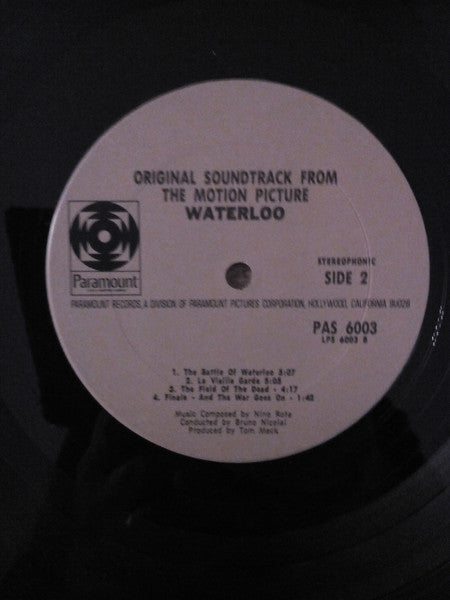 ORIGINAL SOUNDTRACK FROM
THE MOTION PICTURE
WATERLOO
STEREOPHONIC
SIDE 2
Paramount
PARAMOUNT RECORDS, A DIVISION OF PARAMOUNT PICTURES CORPORATION, HOLLYWOOD, CALIFORNIA 90028
PAS 6003
LPS 6003 B
1. The Battle Of Waterloo 5:07
2. La Vieille Garde 5:08
3. The Field Of The Dead - 4:17
4. Finale - And The War Goes On - 1:42
Music Composed by Nino Rota
Conducted by Bruno Nicolai
Produced by Tom Mack